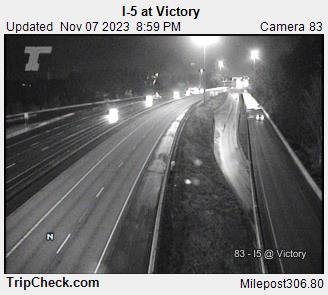 I-5 at Victory
Updated Nov 07 2023 8:59 PM Camera 83
T
N
83 - I5 @ Victory
TripCheck.com Milepost306.80